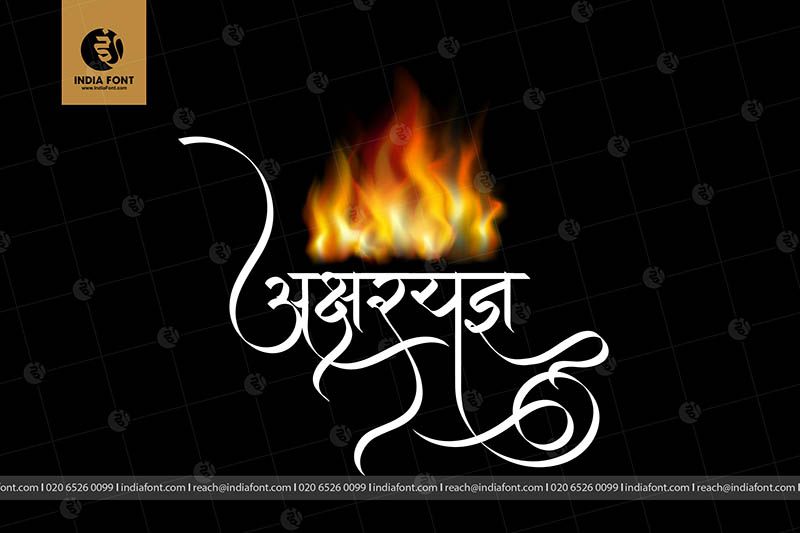 INDIA FONT
www.IndiaFont.com
अक्षरयज्ञ
font.com I 020 6526 0099 I indiafont.com I reach@indiafont.com I 020 6526 0099 I indiafont.com I reach@indiafont.com I 020 6526 0099 I indiafont.com I reach@indiafont.com I